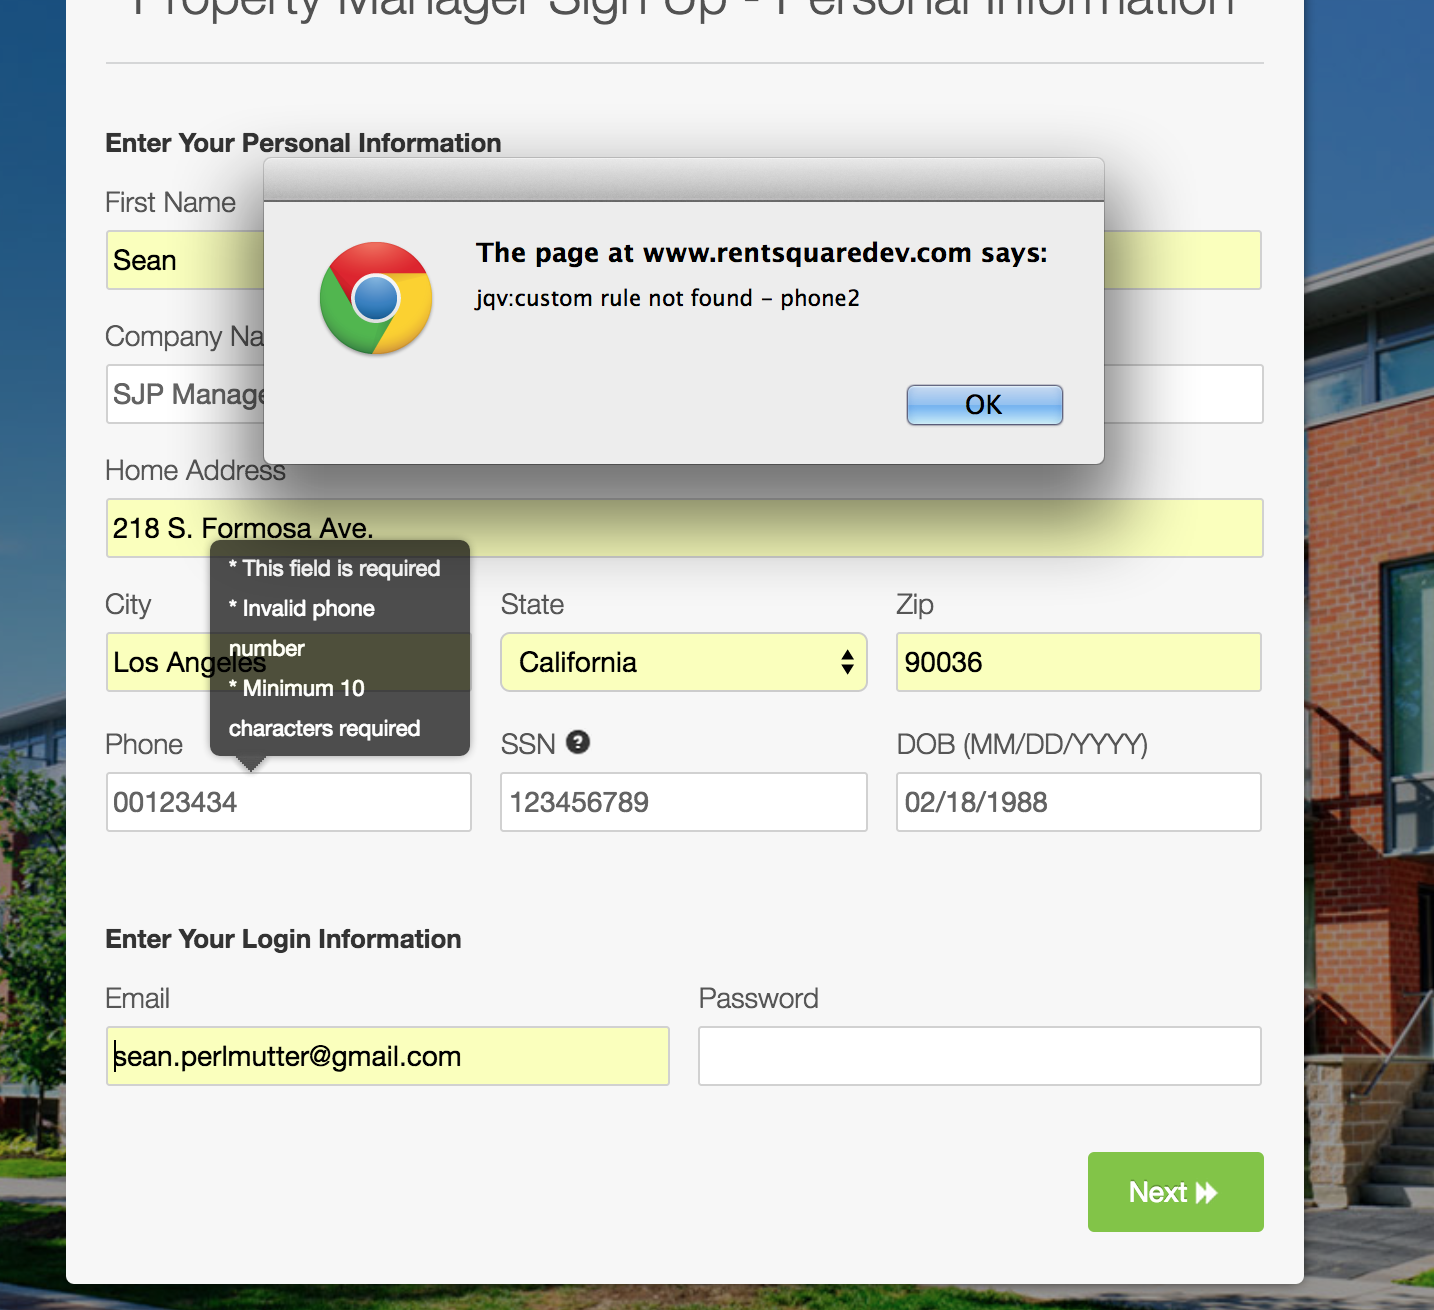 Property Manager Sign Up - Personal Information
Enter Your Personal Information
First Name
Sean
The page at www.rentsquaredev.com says:
jqv:custom rule not found – phone2
OK
Company Na
SJP Manage
Home Address
218 S. Formosa Ave.
* This field is required
* Invalid phone
number
* Minimum 10
characters required
City
State
Zip
Los Angeles
California
90036
Phone
SSN ?
DOB (MM/DD/YYYY)
00123434
123456789
02/18/1988
Enter Your Login Information
Email
Password
sean.perlmutter@gmail.com
Next